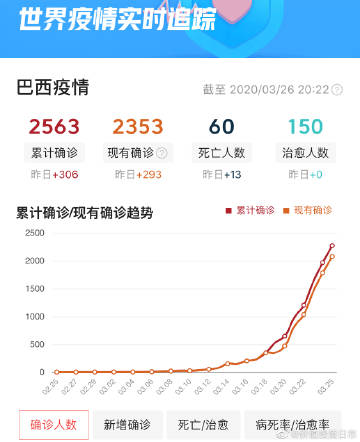 世界疫情实时追踪
巴西疫情
截至 2020/03/26 20:22
2563 2353 60 150
累计确诊 现有确诊 死亡人数 治愈人数
昨日+306 昨日+293 昨日+13 昨日+0
累计确诊/现有确诊趋势
累计确诊 现有确诊
2500
2000
1500
1000
500
0
02.25 02.27 02.29 03.02 03.04 03.06 03.08 03.10 03.12 03.14 03.16 03.18 03.20 03.22 03.25
确诊人数 新增确诊 死亡/治愈 病死率/治愈率